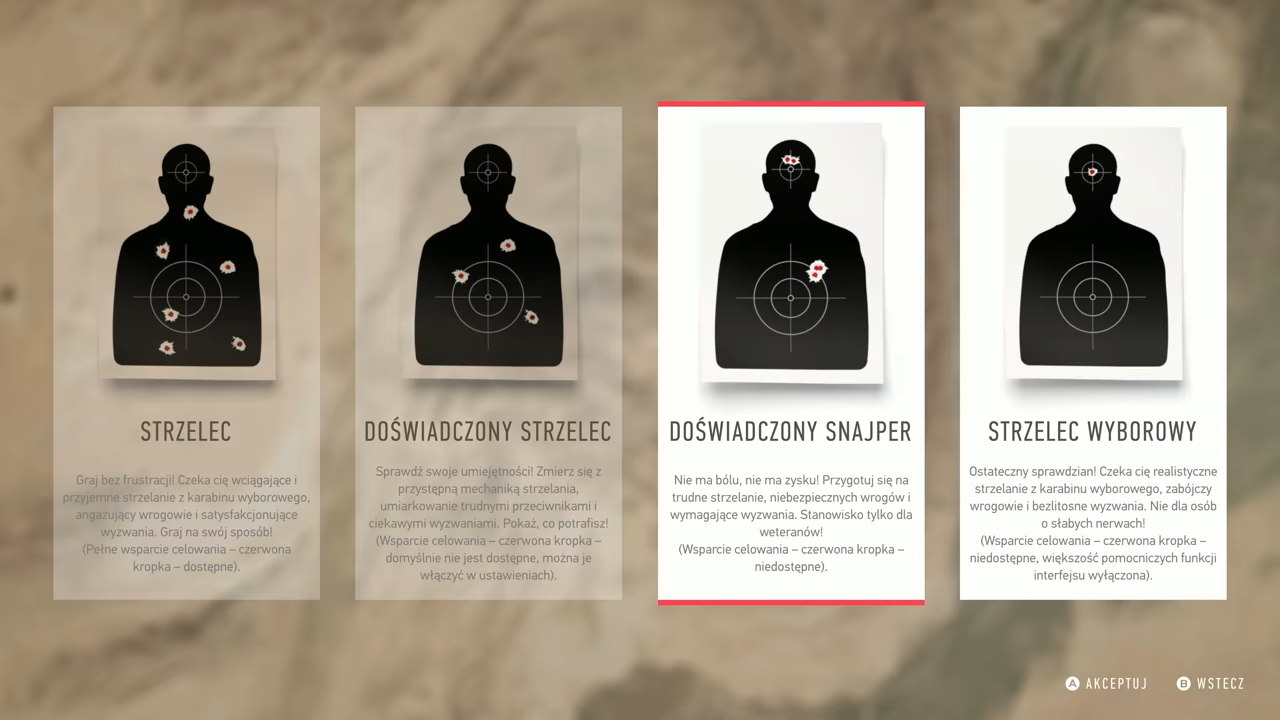 STRZELEC
Graj bez frustracji! Czeka cię wciągające i
przyjemne strzelanie z karabinu wyborowego,
angażujący wrogowie i satysfakcjonujące
wyzwania. Graj na swój sposób!
(Pełne wsparcie celowania – czerwona
kropka – dostępne).
DOŚWIADCZONY STRZELEC
Sprawdź swoje umiejętności! Zmierz się z
przystępną mechaniką strzelania,
umiarkowanie trudnymi przeciwnikami i
ciekawymi wyzwaniami. Pokaż, co potrafisz!
(Wsparcie celowania – czerwona kropka –
domyślnie nie jest dostępne, można je
włączyć w ustawieniach).
DOŚWIADCZONY SNAJPER
Nie ma bólu, nie ma zysku! Przygotuj się na
trudne strzelanie, niebezpiecznych wrogów i
wymagające wyzwania. Stanowisko tylko dla
weteranów!
(Wsparcie celowania – czerwona kropka –
niedostępne).
STRZELEC WYBOROWY
Ostateczny sprawdzian! Czeka cię realistyczne
strzelanie z karabinu wyborowego, zabójczy
wrogowie i bezlitosne wyzwania. Nie dla osób
o słabych nerwach!
(Wsparcie celowania – czerwona kropka –
niedostępne, większość pomocniczych funkcji
interfejsu wyłączona).
A AKCEPTUJ B WSTECZ